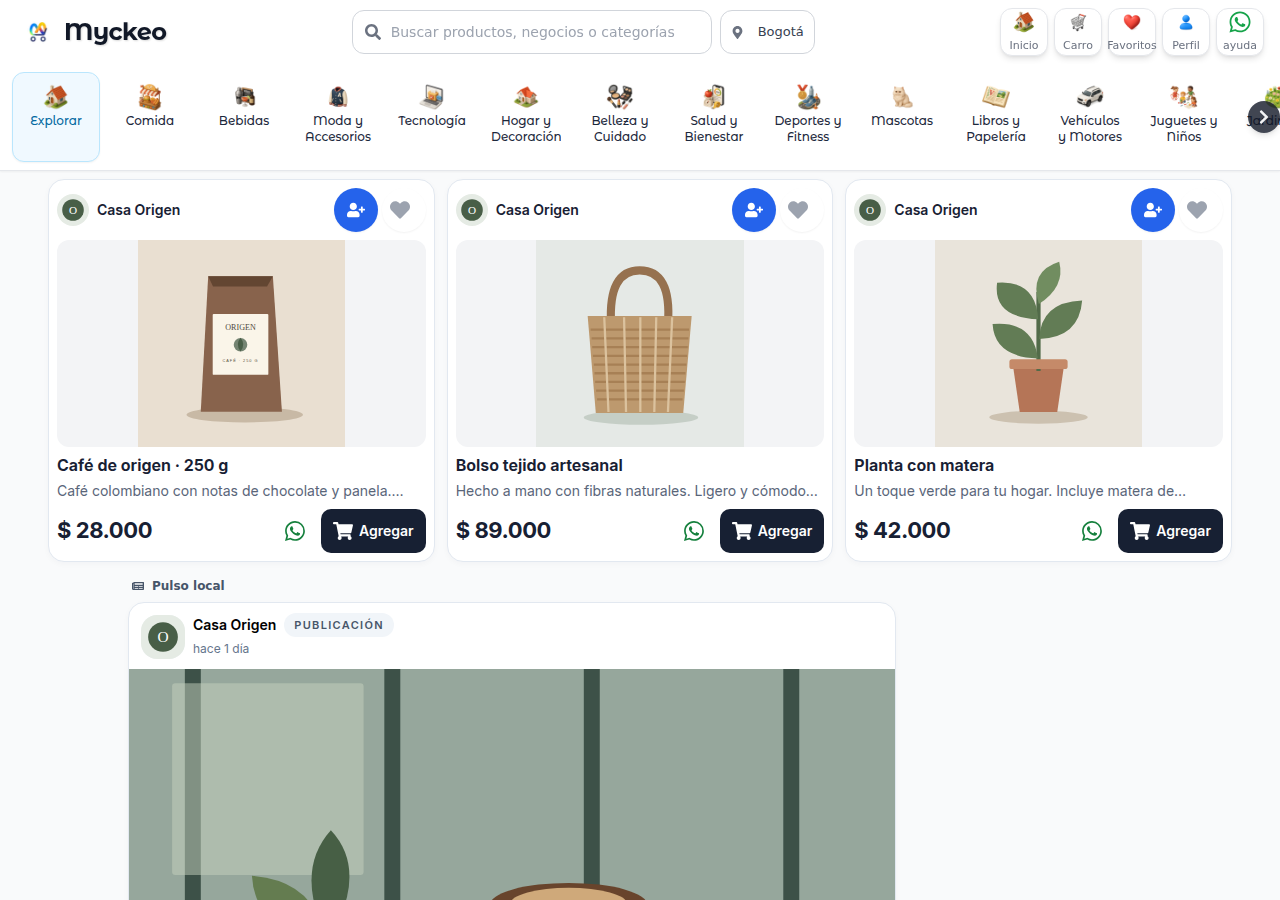 Myckeo
Buscar productos, negocios o categorías
Bogotá
Inicio
Carro
Favoritos
Perfil
ayuda
Explorar
Comida
Bebidas
Moda y
Accesorios
Tecnología
Hogar y
Decoración
Belleza y
Cuidado
Salud y
Bienestar
Deportes y
Fitness
Mascotas
Libros y
Papelería
Vehículos
y Motores
Juguetes y
Niños
O
Casa Origen
ORIGEN
CAFÉ · 250 G
Café de origen · 250 g
Café colombiano con notas de chocolate y panela....
$ 28.000
Agregar
O
Casa Origen
Bolso tejido artesanal
Hecho a mano con fibras naturales. Ligero y cómodo...
$ 89.000
Agregar
O
Casa Origen
Planta con matera
Un toque verde para tu hogar. Incluye matera de...
$ 42.000
Agregar
Pulso local
O
Casa Origen
PUBLICACIÓN
hace 1 día